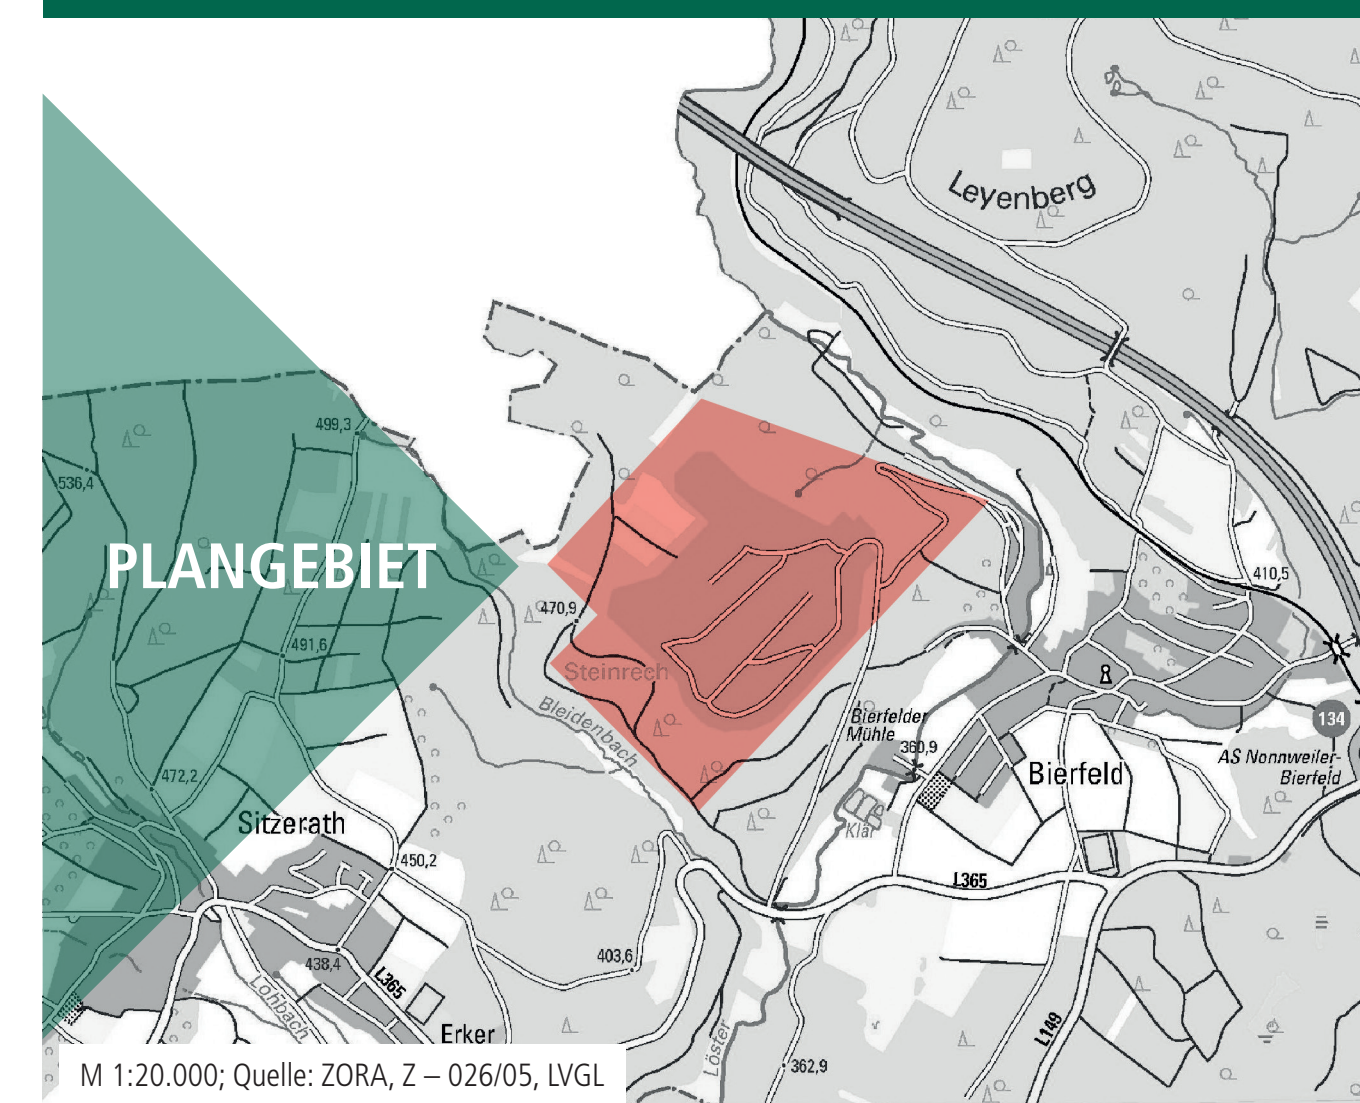 Leyenberg
499,3
536,4
PLANGEBIET
410,5
470,9
491,6
Steinrech
Bleidenbach
Bierfelder
Mühle
360,9
134
AS Nonnweiler-
Bierfeld
Bierfeld
472,2
Sitzerath
Klär
450,2
L365
403,6
438,4
L365
Lohbach
Erker
Löster
L149
362,9
M 1:20.000; Quelle: ZORA, Z – 026/05, LVGL